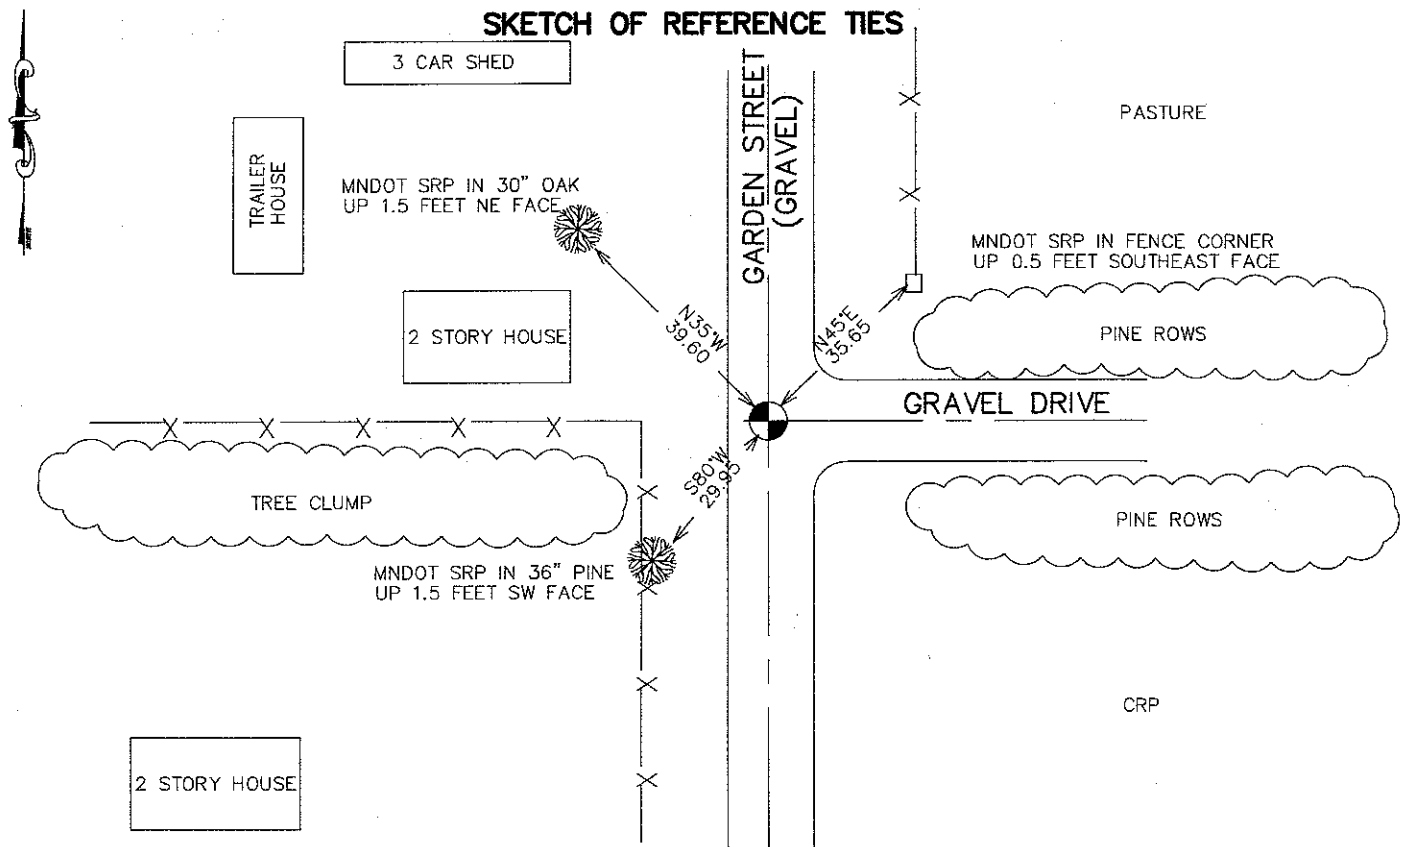 SKETCH OF REFERENCE TIES
3 CAR SHED
GARDEN STREET
(GRAVEL)
PASTURE
TRAILER
HOUSE
MNDOT SRP IN 30" OAK
UP 1.5 FEET NE FACE
MNDOT SRP IN FENCE CORNER
UP 0.5 FEET SOUTHEAST FACE
2 STORY HOUSE
N35°W
39.60
N45°E
35.65
PINE ROWS
GRAVEL DRIVE
TREE CLUMP
S80°W
29.95
PINE ROWS
MNDOT SRP IN 36" PINE
UP 1.5 FEET SW FACE
CRP
2 STORY HOUSE